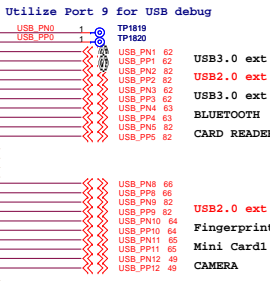 Utilize Port 9 for USB debug
USB_PN0 1 TP1819
USB_PP0 1 TP1820
USB_PN1 62
USB_PP1 62 USB3.0 ext
USB_PN2 82
USB_PP2 82 USB2.0 ext
USB_PN3 62
USB_PP3 62 USB3.0 ext
USB_PN4 63
USB_PP4 63 BLUETOOTH
USB_PN5 82
USB_PP5 82 CARD READER
USB_PN8 66
USB_PP8 66
USB_PN9 82
USB_PP9 82 USB2.0 ext
USB_PN10 64
USB_PP10 64 Fingerprint
USB_PN11 65
USB_PP11 65 Mini Card1
USB_PN12 49
USB_PP12 49 CAMERA